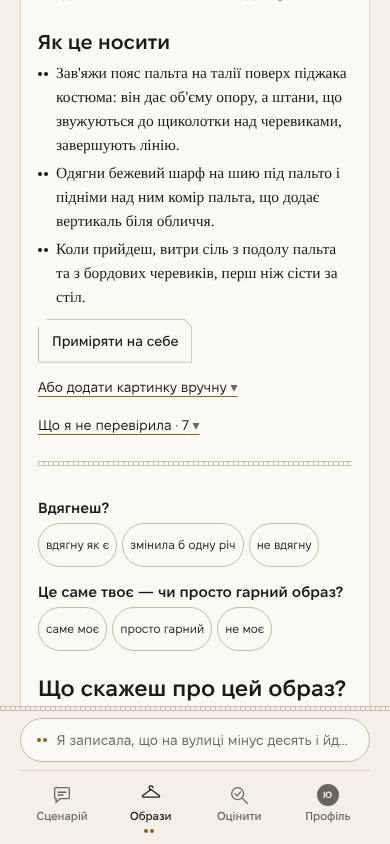 Як це носити
•• Зав'яжи пояс пальта на талії поверх піджака
костюма: він дає об'єму опору, а штани, що
звужуються до щиколотки над черевиками,
завершують лінію.
•• Одягни бежевий шарф на шию під пальто і
підніми над ним комір пальта, що додає
вертикаль біля обличчя.
•• Коли прийдеш, витри сіль з подолу пальта
та з бордових черевиків, перш ніж сісти за
стіл.
Приміряти на себе
Або додати картинку вручну ▾
Що я не перевірила · 7 ▾
Вдягнеш?
вдягну як є змінила б одну річ не вдягну
Це саме твоє — чи просто гарний образ?
саме моє просто гарний не моє
Що скажеш про цей образ?
•• Я записала, що на вулиці мінус десять і йд...
Ю
Сценарій Образи Оцінити Профіль